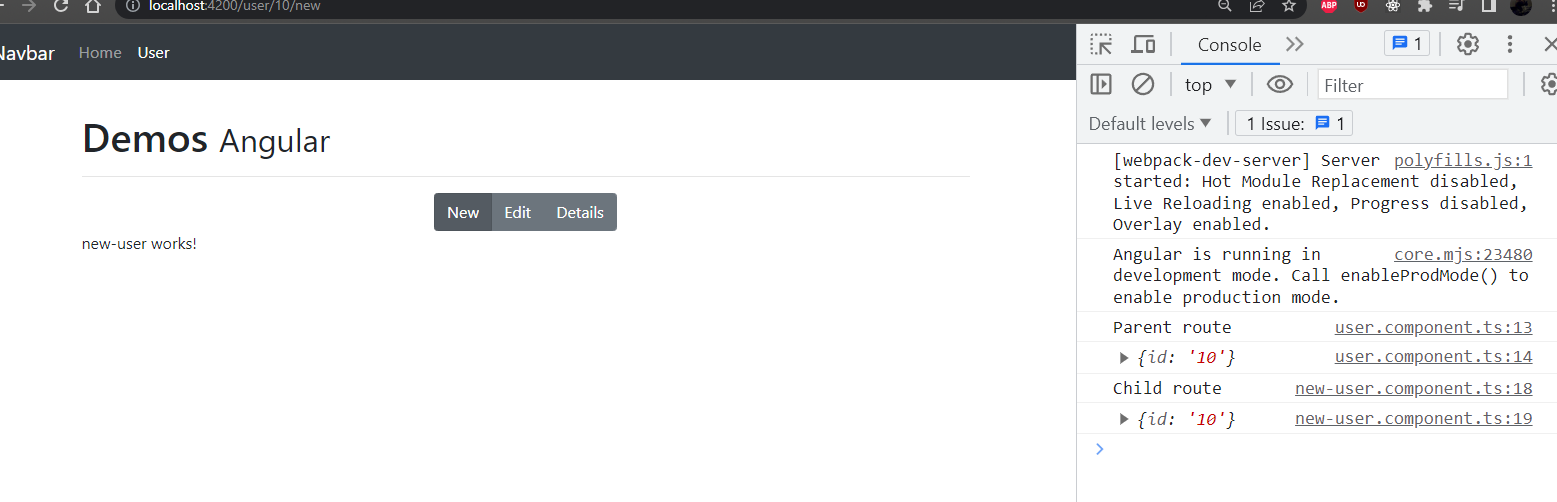 localhost:4200/user/10/new
ABP
Navbar Home User
Demos Angular
New Edit Details
new-user works!
Console 1
top Filter
Default levels 1 Issue: 1
[webpack-dev-server] Server polyfills.js:1
started: Hot Module Replacement disabled,
Live Reloading enabled, Progress disabled,
Overlay enabled.
Angular is running in core.mjs:23480
development mode. Call enableProdMode() to
enable production mode.
Parent route user.component.ts:13
{id: '10'} user.component.ts:14
Child route new-user.component.ts:18
{id: '10'} new-user.component.ts:19